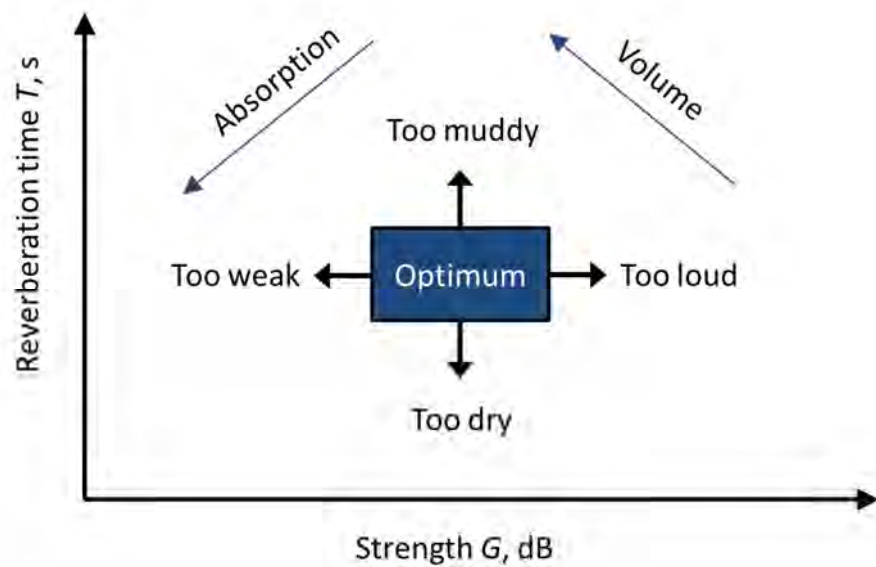 Absorption
Volume
Too muddy
Too weak
Optimum
Too loud
Too dry
Reverberation time T, s
Strength G, dB